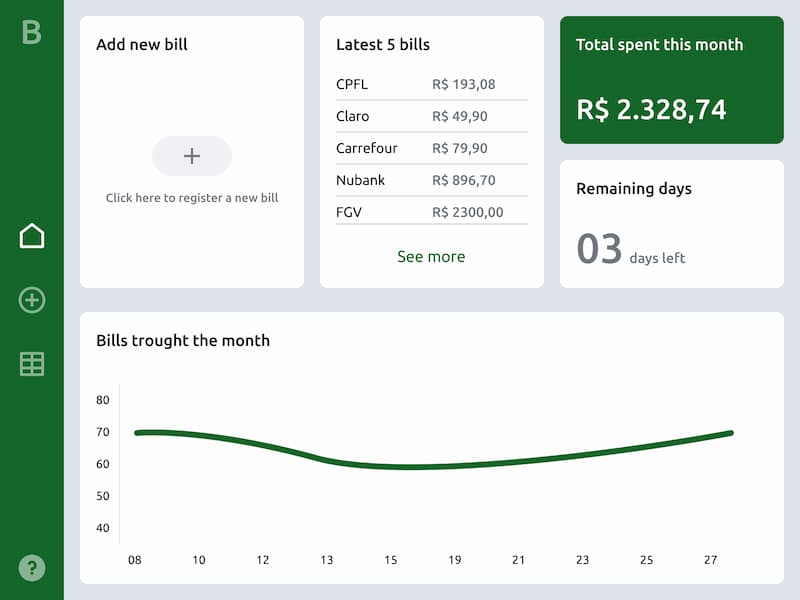 B
Add new bill
+
Click here to register a new bill
Latest 5 bills
CPFL R$ 193,08
Claro R$ 49,90
Carrefour R$ 79,90
Nubank R$ 896,70
FGV R$ 2300,00
See more
Total spent this month
R$ 2.328,74
Remaining days
03 days left
Bills trought the month
80
70
60
50
40
08 10 12 13 15 19 21 23 25 27
?